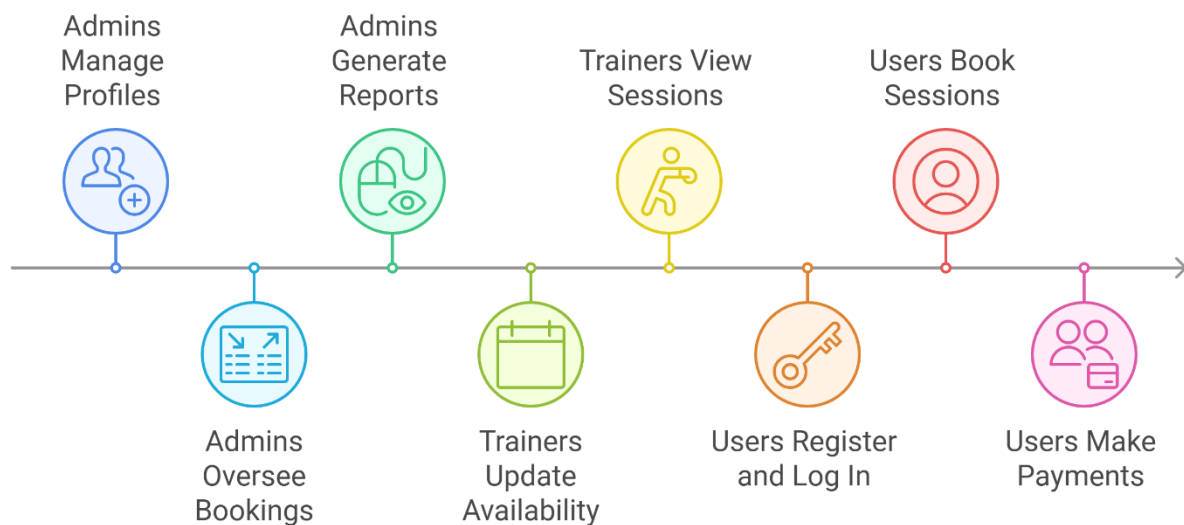 Admins
Manage
Profiles
Admins
Oversee
Bookings
Admins
Generate
Reports
Trainers
Update
Availability
Trainers View
Sessions
Users Register
and Log In
Users Book
Sessions
Users Make
Payments